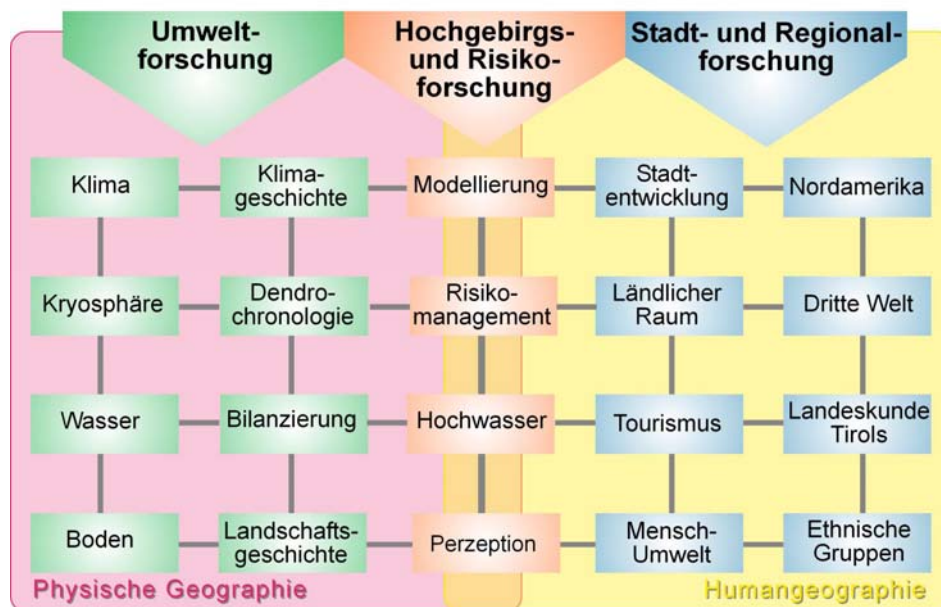 Umwelt-
forschung
Hochgebirgs-
und Risiko-
forschung
Stadt- und Regional-
forschung
Klima
Klima-
geschichte
Modellierung
Stadt-
entwicklung
Nordamerika
Kryosphäre
Dendro-
chronologie
Risiko-
management
Ländlicher
Raum
Dritte Welt
Wasser
Bilanzierung
Hochwasser
Tourismus
Landeskunde
Tirols
Boden
Landschafts-
geschichte
Perzeption
Mensch-
Umwelt
Ethnische
Gruppen
Physische Geographie
Humangeographie